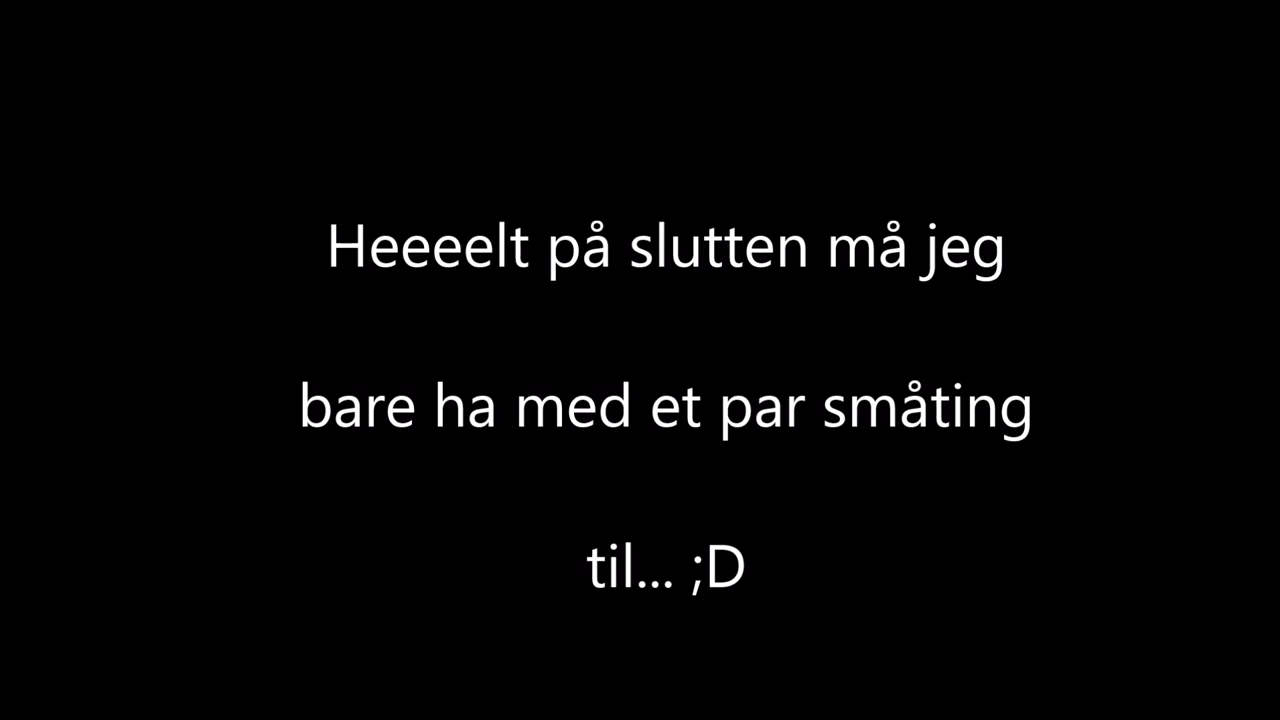 Heeeelt på slutten må jeg
bare ha med et par småting
til... ;D